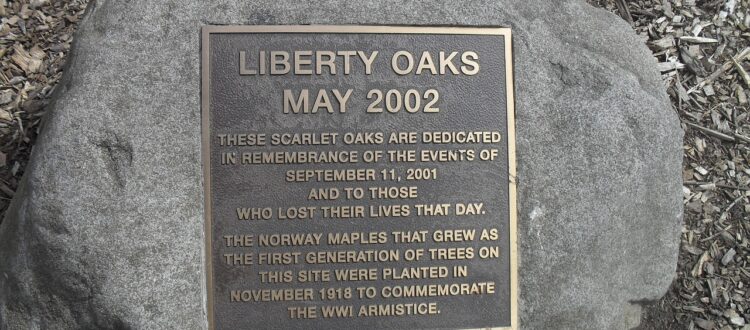 LIBERTY OAKS
MAY 2002
THESE SCARLET OAKS ARE DEDICATED
IN REMEMBRANCE OF THE EVENTS OF
SEPTEMBER 11, 2001
AND TO THOSE
WHO LOST THEIR LIVES THAT DAY.
THE NORWAY MAPLES THAT GREW AS
THE FIRST GENERATION OF TREES ON
THIS SITE WERE PLANTED IN
NOVEMBER 1918 TO COMMEMORATE
THE WWI ARMISTICE.